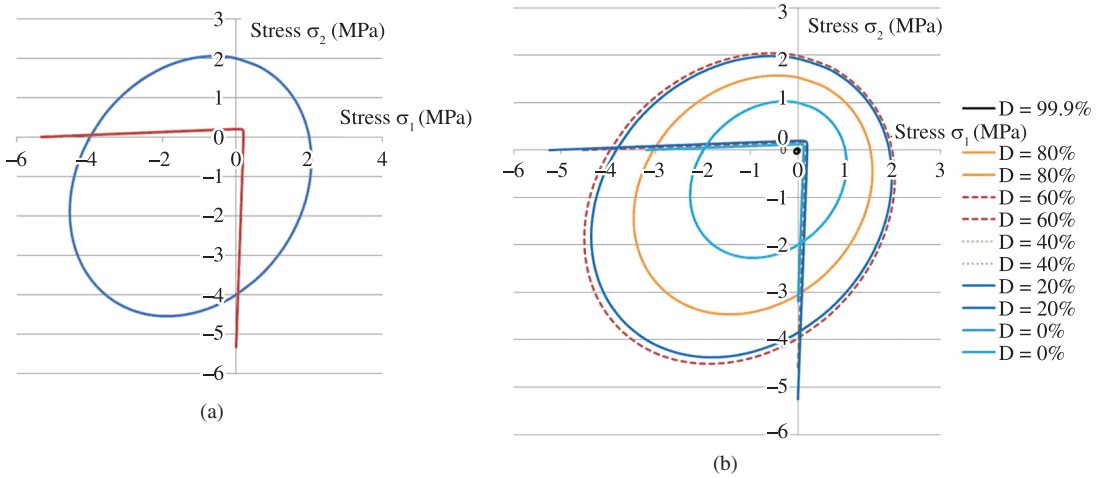 Stress σ2 (MPa)
3
2
1
0
−1
−2
−3
−4
−5
−6
−6
−4
−2
0
2
4
Stress σ1 (MPa)
(a)
Stress σ2 (MPa)
3
2
1
0
−1
−2
−3
−4
−5
−6
−6
−5
−4
−3
−2
−1
0
1
2
3
Stress σ1 (MPa)
D = 99.9%
D = 80%
D = 80%
D = 60%
D = 60%
D = 40%
D = 40%
D = 20%
D = 20%
D = 0%
D = 0%
(b)